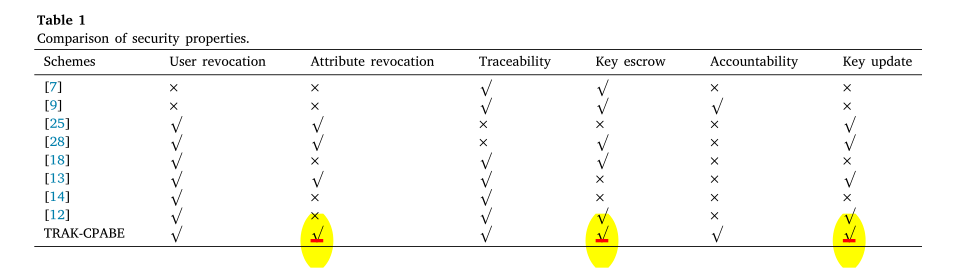 Table 1
Comparison of security properties.
Schemes User revocation Attribute revocation Traceability Key escrow Accountability Key update
[7] × × √ √ × ×
[9] × × √ √ √ ×
[25] √ √ × × × √
[28] √ √ × √ × √
[18] √ × √ √ × ×
[13] √ √ √ × × √
[14] √ × √ × × ×
[12] √ × √ √ × √
TRAK-CPABE √ √ √ √ √ √